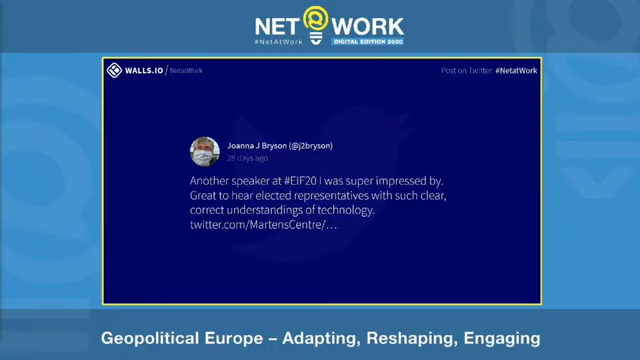 NET@WORK
#NetAtWork DIGITAL EDITION 2020
WALLS.IO / NetatWork
Post on Twitter: #NetatWork
Joanna J Bryson (@j2bryson)
28 days ago
Another speaker at #EIF20 I was super impressed by.
Great to hear elected representatives with such clear,
correct understandings of technology.
twitter.com/MartensCentre/…
Geopolitical Europe – Adapting, Reshaping, Engaging